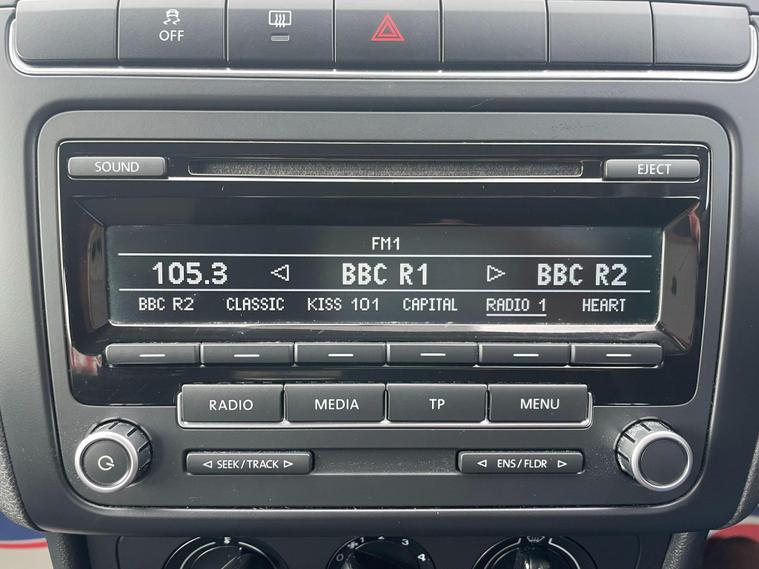 OFF
SOUND EJECT
FM1
105.3 ◁ BBC R1 ▷ BBC R2
BBC R2 CLASSIC KISS 101 CAPITAL RADIO 1 HEART
RADIO MEDIA TP MENU
◁ SEEK / TRACK ▷ ◁ ENS / FLDR ▷
4